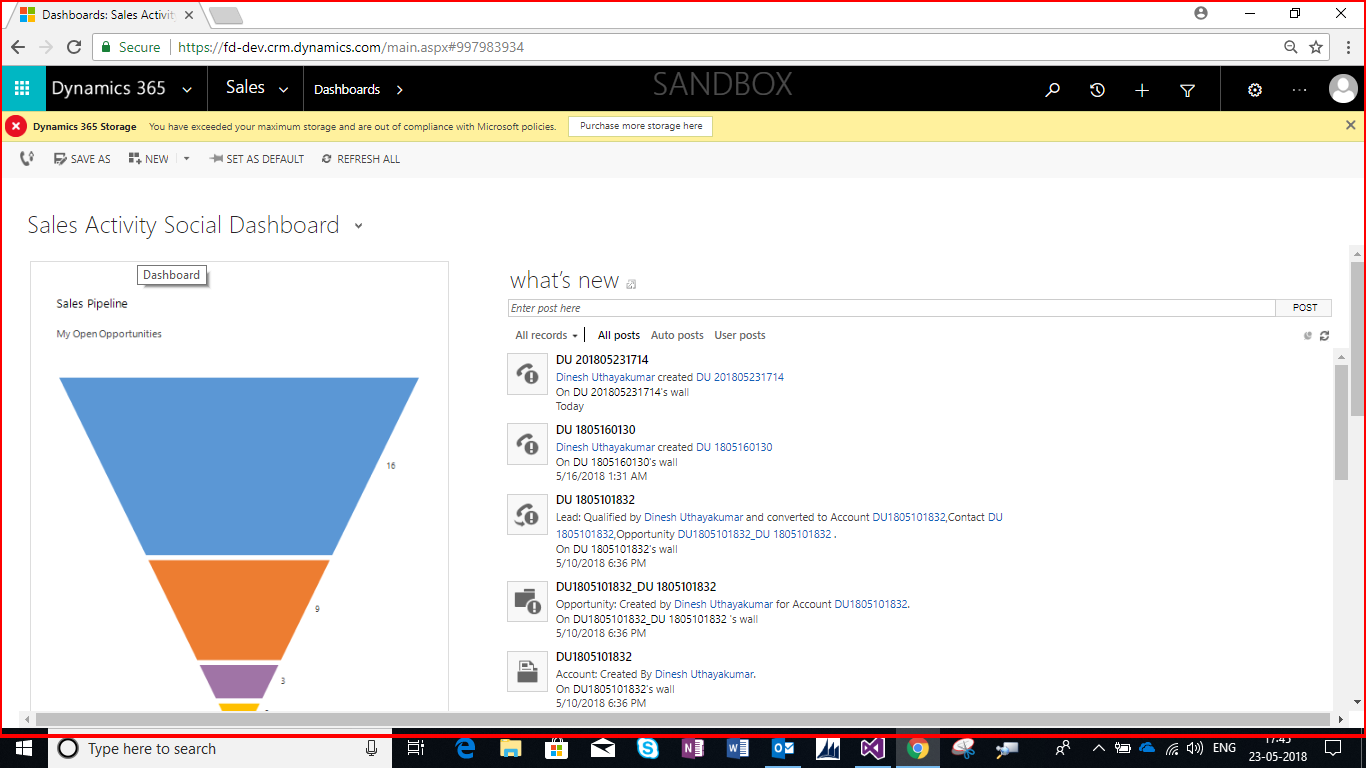 Dashboards: Sales Activit
Secure https://fd-dev.crm.dynamics.com/main.aspx#997983934
Dynamics 365 Sales Dashboards SANDBOX
Dynamics 365 Storage You have exceeded your maximum storage and are out of compliance with Microsoft policies. Purchase more storage here
SAVE AS NEW SET AS DEFAULT REFRESH ALL
Sales Activity Social Dashboard
Dashboard
Sales Pipeline
My Open Opportunities
16
9
3
what's new
Enter post here POST
All records All posts Auto posts User posts
DU 201805231714
Dinesh Uthayakumar created DU 201805231714
On DU 201805231714's wall
Today
DU 1805160130
Dinesh Uthayakumar created DU 1805160130
On DU 1805160130's wall
5/16/2018 1:31 AM
DU 1805101832
Lead: Qualified by Dinesh Uthayakumar and converted to Account DU1805101832,Contact DU
1805101832,Opportunity DU1805101832_DU 1805101832 .
On DU 1805101832's wall
5/10/2018 6:36 PM
DU1805101832_DU 1805101832
Opportunity: Created by Dinesh Uthayakumar for Account DU1805101832.
On DU1805101832_DU 1805101832 's wall
5/10/2018 6:36 PM
DU1805101832
Account: Created By Dinesh Uthayakumar.
On DU1805101832's wall
5/10/2018 6:36 PM
Type here to search
ENG
17:45
23-05-2018